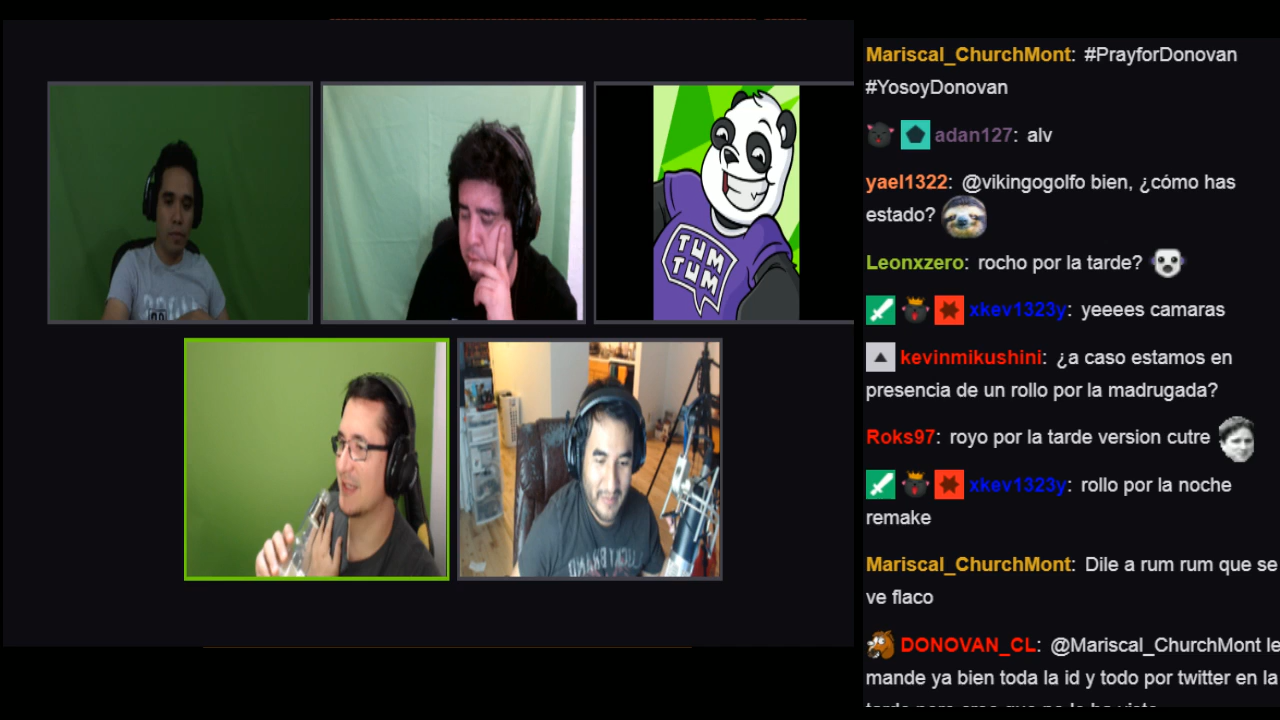 TUM
TUM
Mariscal_ChurchMont: #PrayforDonovan
#YosoyDonovan
adan127: alv
yael1322: @vikingogolfo bien, ¿cómo has
estado?
Leonxzero: rocho por la tarde?
xkev1323y: yeeees camaras
kevinmikushini: ¿a caso estamos en
presencia de un rollo por la madrugada?
Roks97: royo por la tarde version cutre
xkev1323y: rollo por la noche
remake
Mariscal_ChurchMont: Dile a rum rum que se
ve flaco
DONOVAN_CL: @Mariscal_ChurchMont le
mande ya bien toda la id y todo por twitter en la